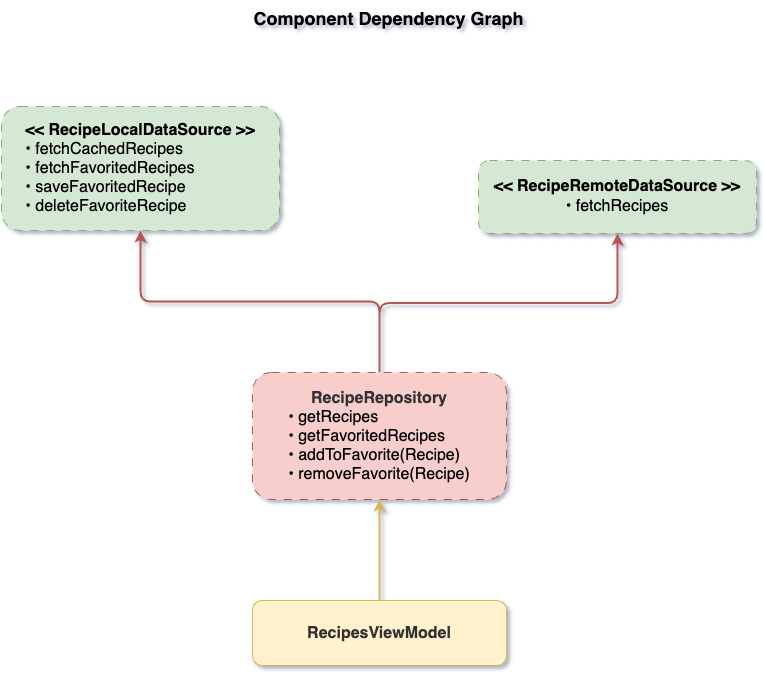 Component Dependency Graph
<< RecipeLocalDataSource >>
• fetchCachedRecipes
• fetchFavoritedRecipes
• saveFavoritedRecipe
• deleteFavoriteRecipe
<< RecipeRemoteDataSource >>
• fetchRecipes
RecipeRepository
• getRecipes
• getFavoritedRecipes
• addToFavorite(Recipe)
• removeFavorite(Recipe)
RecipesViewModel